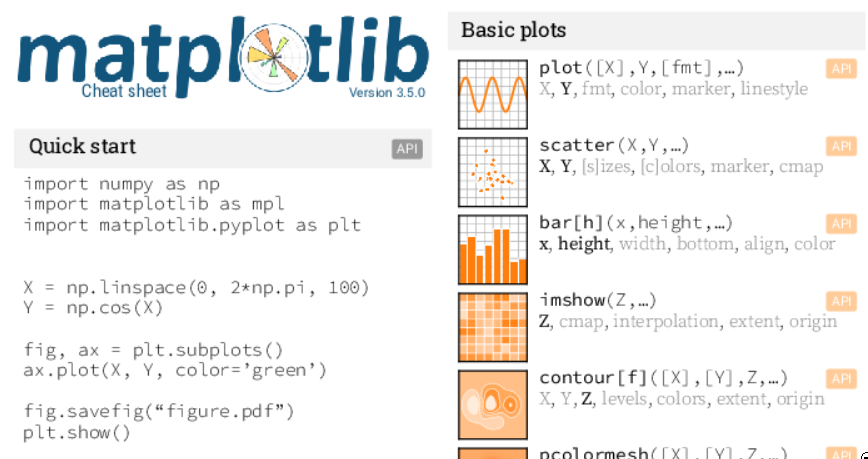 matplotlib
Cheat sheet
Version 3.5.0
Quick start
API
import numpy as np
import matplotlib as mpl
import matplotlib.pyplot as plt
X = np.linspace(0, 2*np.pi, 100)
Y = np.cos(X)
fig, ax = plt.subplots()
ax.plot(X, Y, color=’green’)
fig.savefig(“figure.pdf”)
plt.show()
Basic plots
plot([X],Y,[fmt],…)
API
X, Y, fmt, color, marker, linestyle
scatter(X,Y,…)
API
X, Y, [s]izes, [c]olors, marker, cmap
bar[h](x,height,…)
API
x, height, width, bottom, align, color
imshow(Z,…)
API
Z, cmap, interpolation, extent, origin
contour[f]([X],[Y],Z,…)
API
X, Y, Z, levels, colors, extent, origin
pcolormesh([X],[Y],Z,…)
API